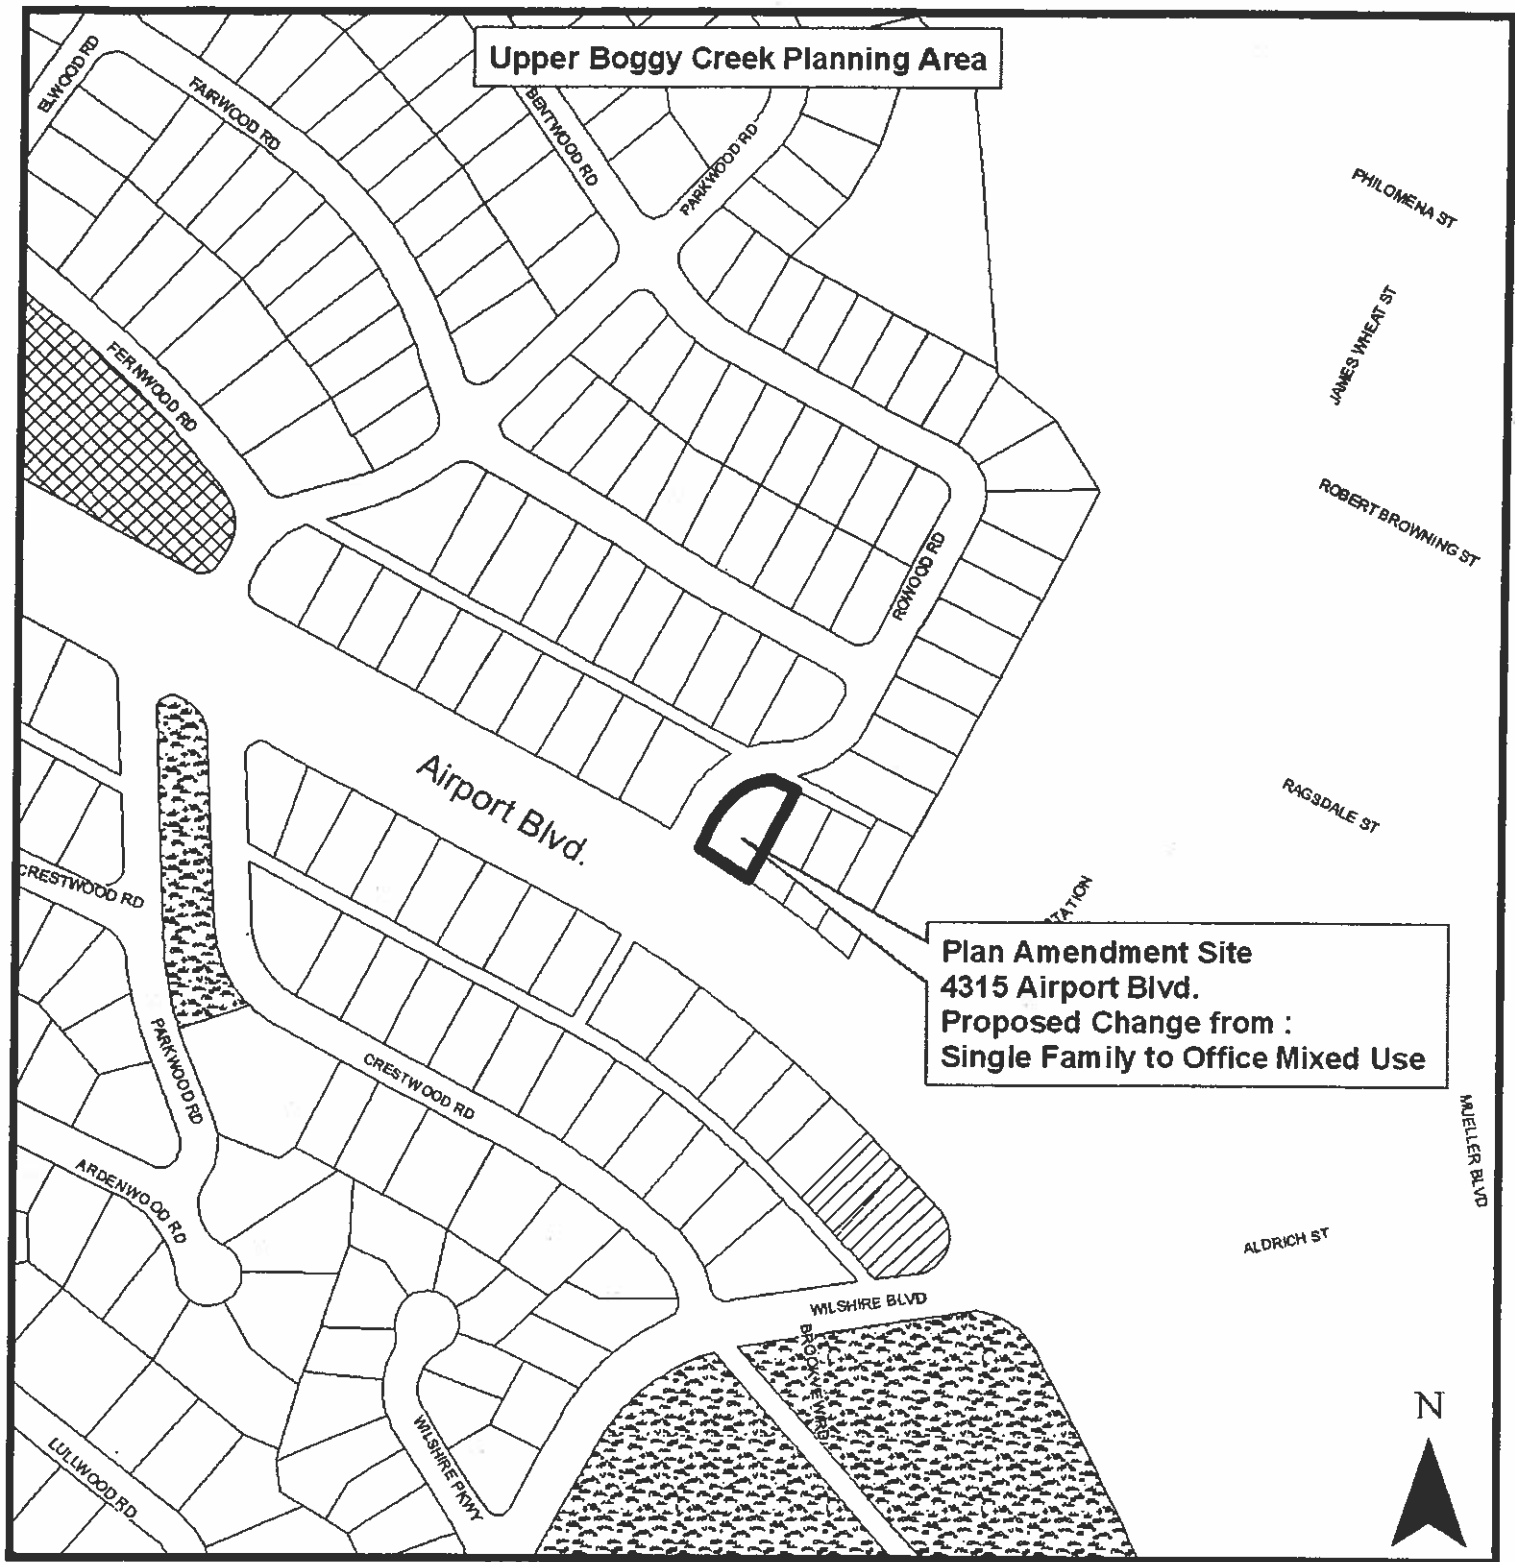 Upper Boggy Creek Planning Area
ELWOOD RD
FAIRWOOD RD
BENTWOOD RD
PARKWOOD RD
PHILOMENA ST
JAMES WHEAT ST
FERNWOOD RD
ROBERT BROWNING ST
ROWOOD RD
Airport Blvd.
RAGSDALE ST
CRESTWOOD RD
Plan Amendment Site
4315 Airport Blvd.
Proposed Change from :
Single Family to Office Mixed Use
PARKWOOD RD
CRESTWOOD RD
MUELLER BLVD
ARDENWOOD RD
ALDRICH ST
WILSHIRE BLVD
WILSHIRE PKWY
LULLWOOD RD
N